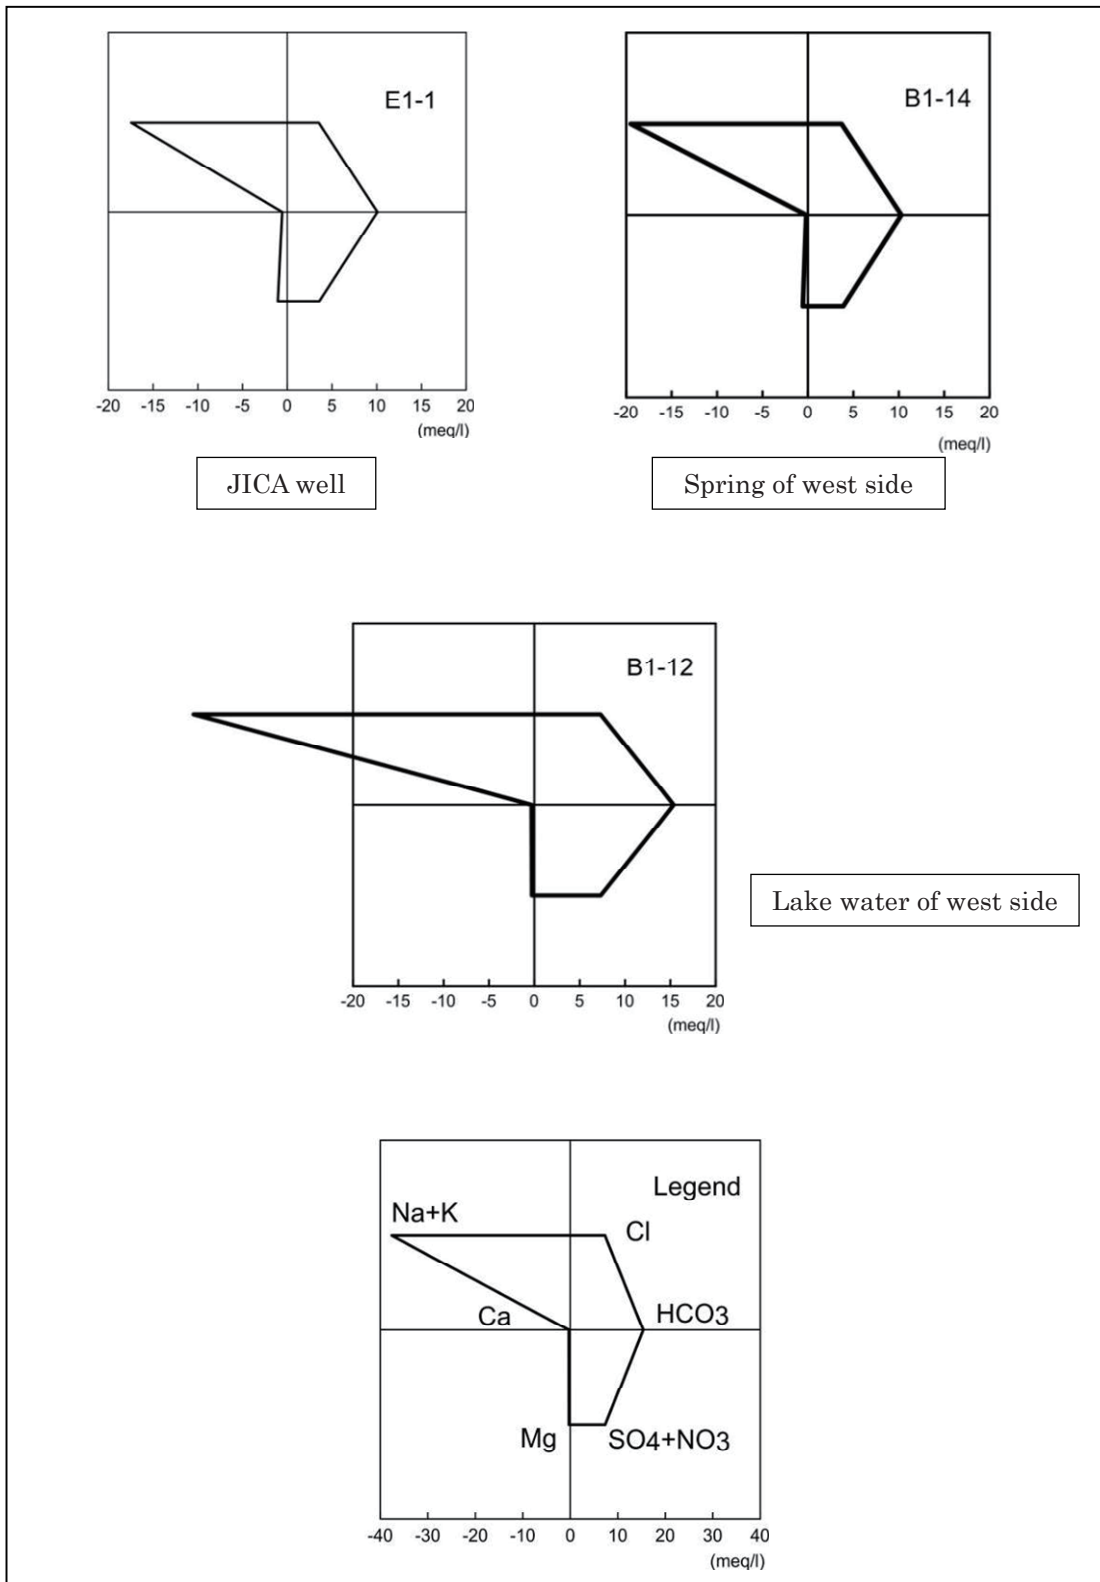 E1-1
-20 -15 -10 -5 0 5 10 15 20
(meq/l)
JICA well
B1-14
-20 -15 -10 -5 0 5 10 15 20
(meq/l)
Spring of west side
B1-12
-20 -15 -10 -5 0 5 10 15 20
(meq/l)
Lake water of west side
Legend
Na+K
Cl
Ca
HCO3
Mg
SO4+NO3
-40 -30 -20 -10 0 10 20 30 40
(meq/l)